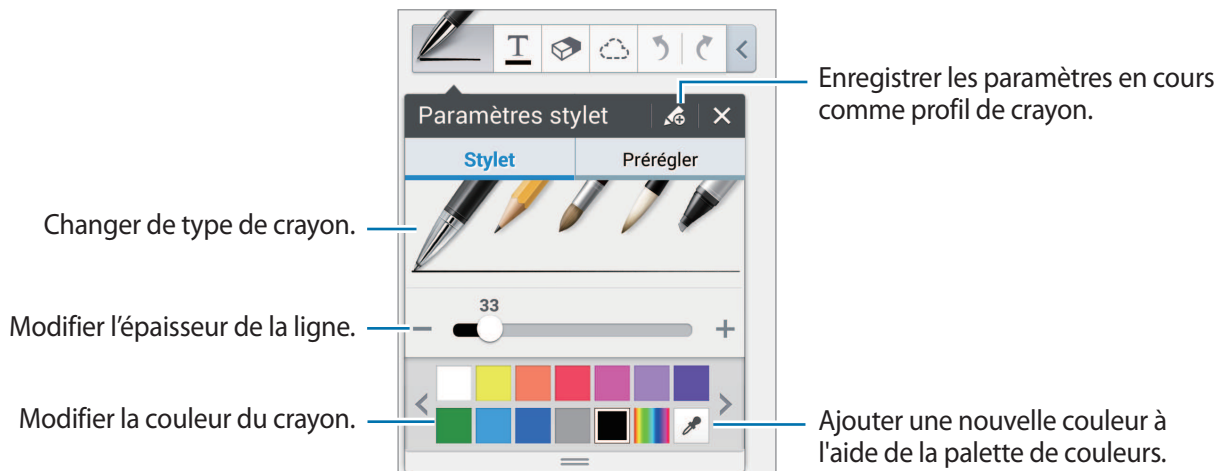 T
Enregistrer les paramètres en cours
comme profil de crayon.
Paramètres stylet
Stylet Prérégler
Changer de type de crayon.
33
Modifier l’épaisseur de la ligne.
Modifier la couleur du crayon.
Ajouter une nouvelle couleur à
l'aide de la palette de couleurs.